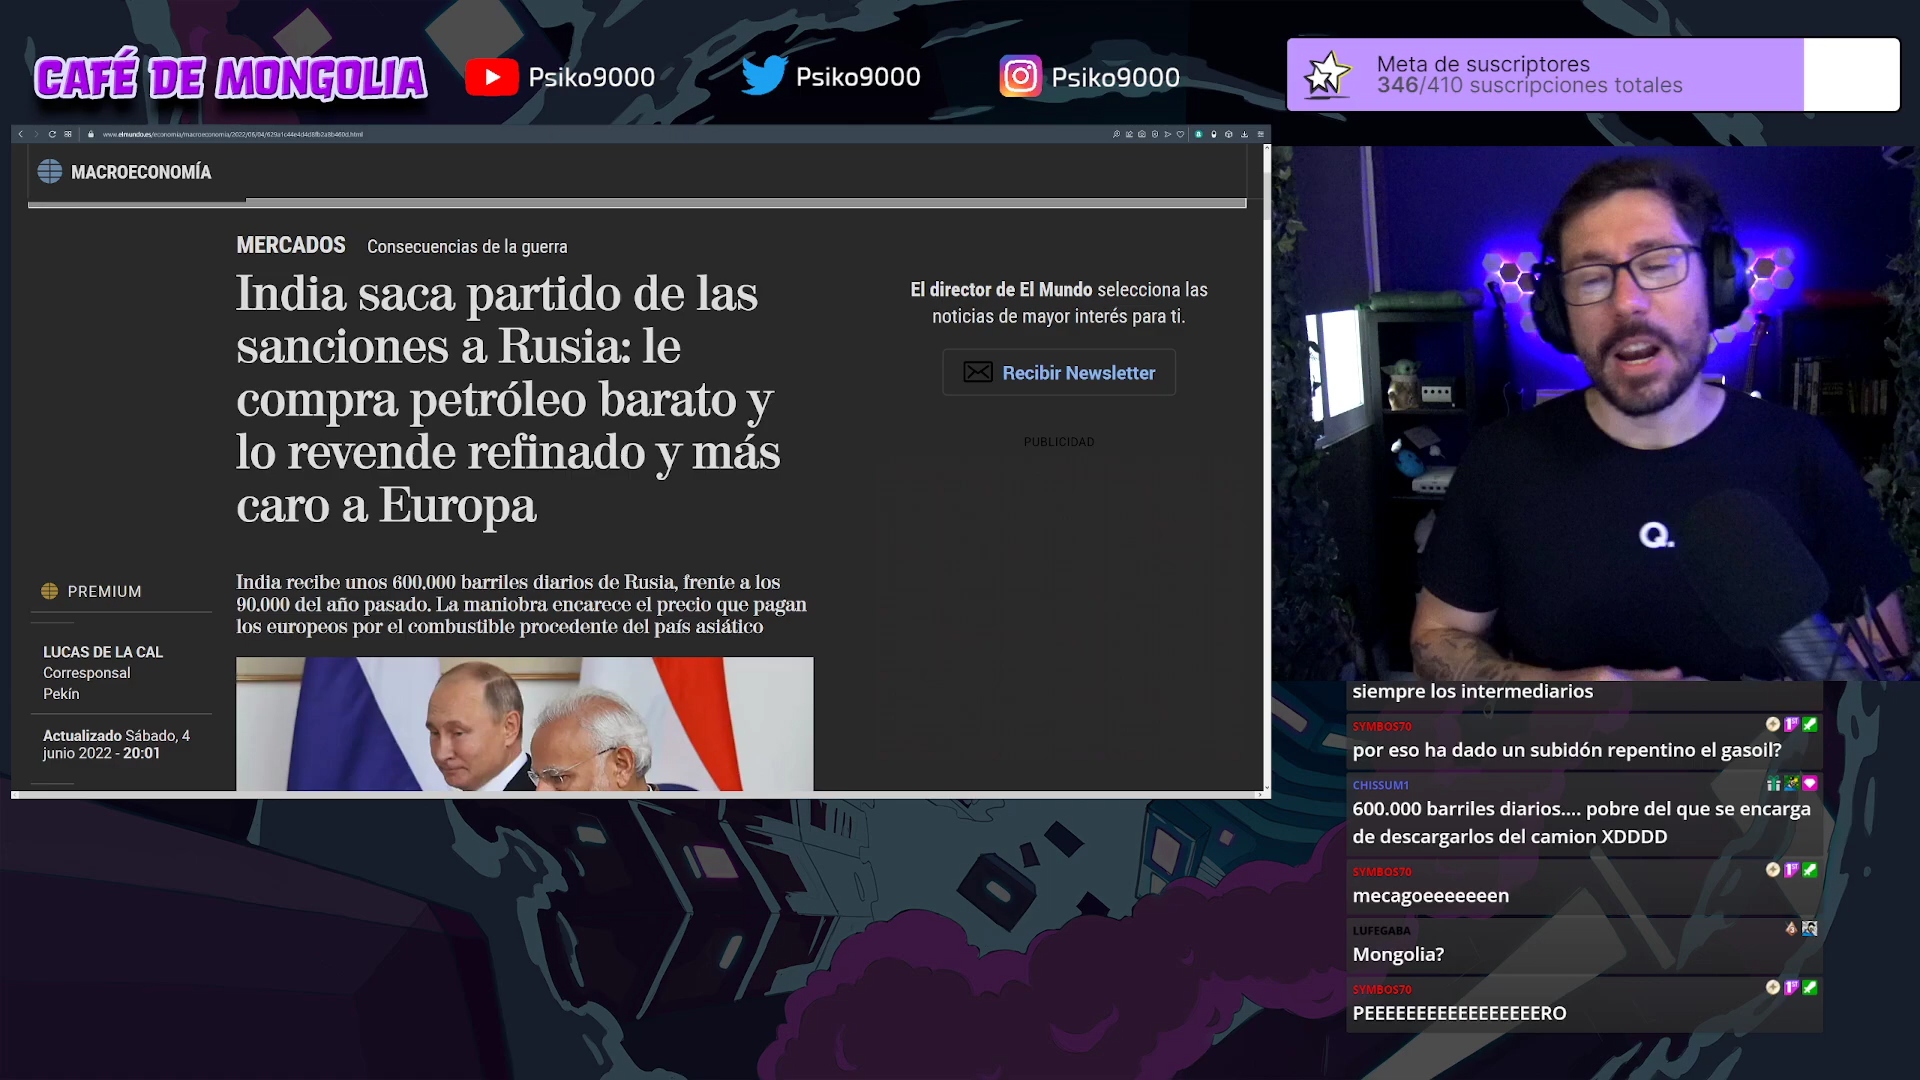 CAFÉ DE MONGOLIA
Psiko9000
Psiko9000
Psiko9000
Meta de suscriptores
346/410 suscripciones totales
MACROECONOMÍA
MERCADOS Consecuencias de la guerra
India saca partido de las
sanciones a Rusia: le
compra petróleo barato y
lo revende refinado y más
caro a Europa
El director de El Mundo selecciona las
noticias de mayor interés para ti.
Recibir Newsletter
PUBLICIDAD
PREMIUM
India recibe unos 600.000 barriles diarios de Rusia, frente a los
90.000 del año pasado. La maniobra encarece el precio que pagan
los europeos por el combustible procedente del país asiático
LUCAS DE LA CAL
Corresponsal
Pekín
Actualizado Sábado, 4
junio 2022 - 20:01
Q.
siempre los intermediarios
SYMBOS70
por eso ha dado un subidón repentino el gasoil?
CHISSUM1
600.000 barriles diarios.... pobre del que se encarga
de descargarlos del camion XDDDD
SYMBOS70
mecagoeeeeeeen
LUFEGABA
Mongolia?
SYMBOS70
PEEEEEEEEEEEEEEEEERO